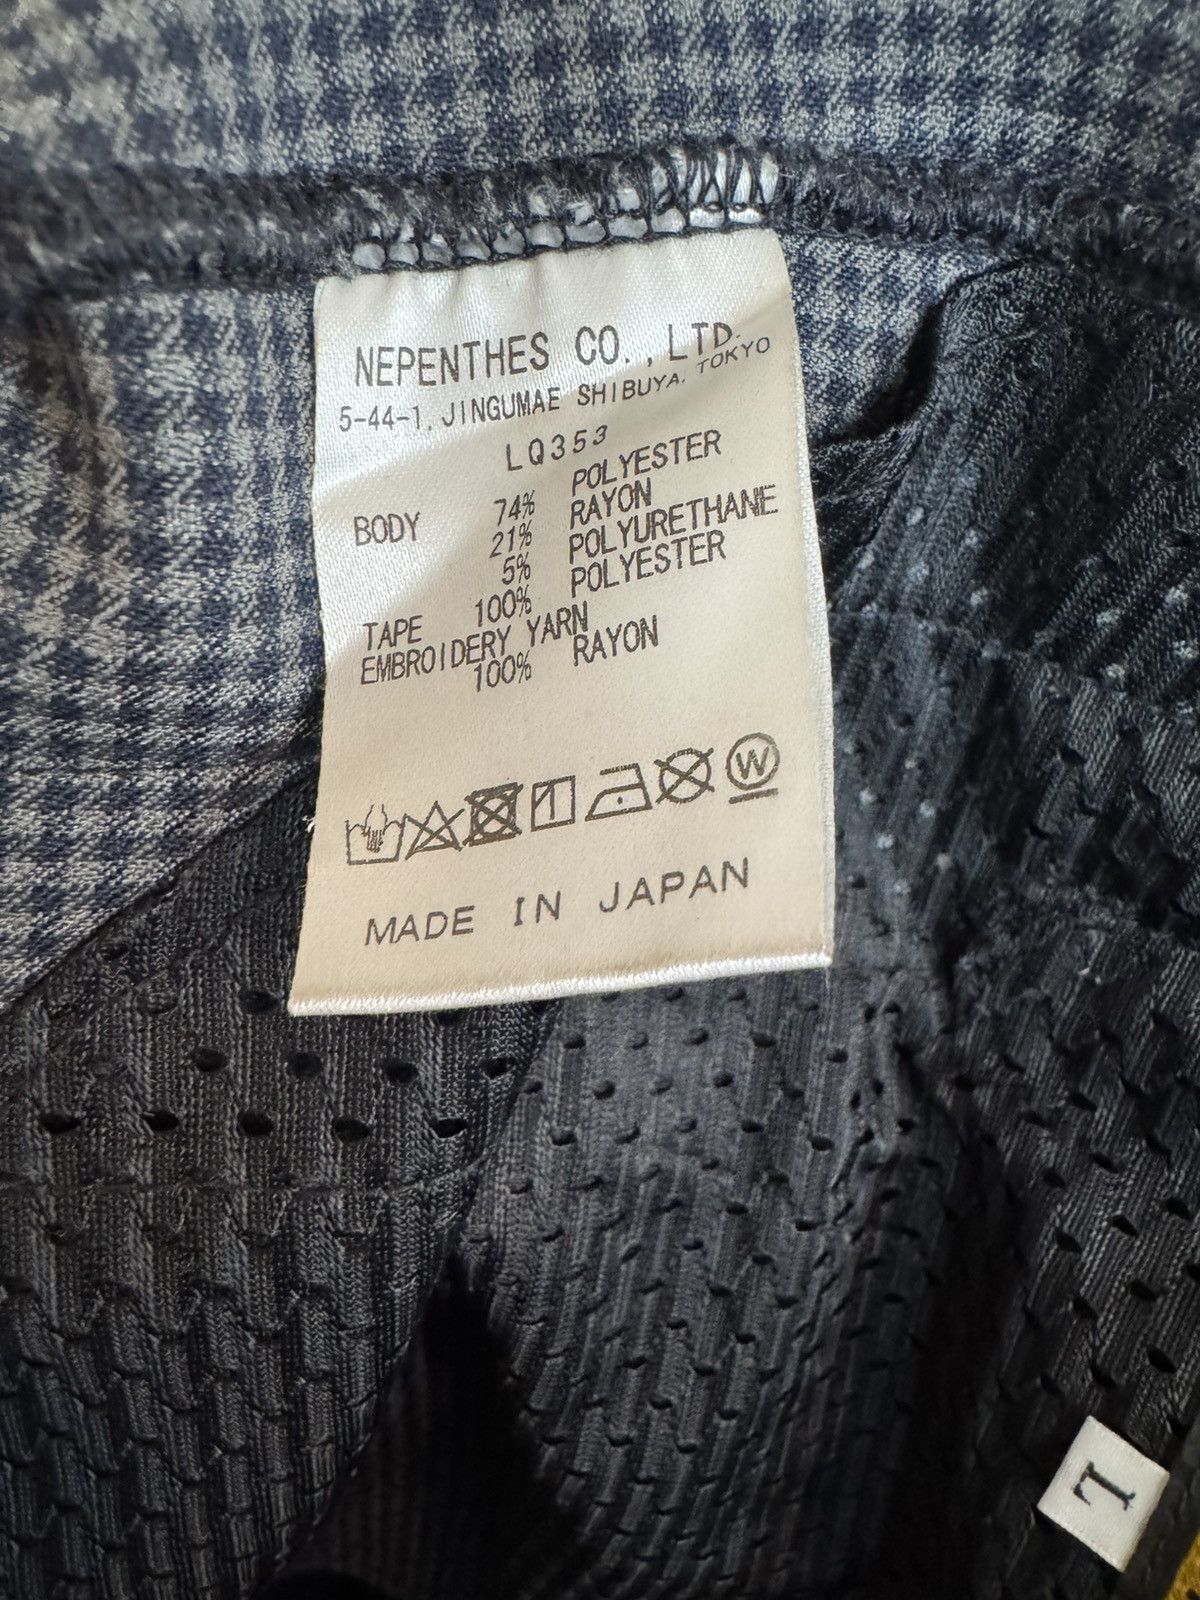 NEPENTHES CO.,LTD.
5-44-1,JINGUMAE SHIBUYA. TOKYO
LQ353
BODY 74% POLYESTER
21% RAYON
5% POLYURETHANE
TAPE 100% POLYESTER
EMBROIDERY YARN
100% RAYON
W
MADE IN JAPAN
L